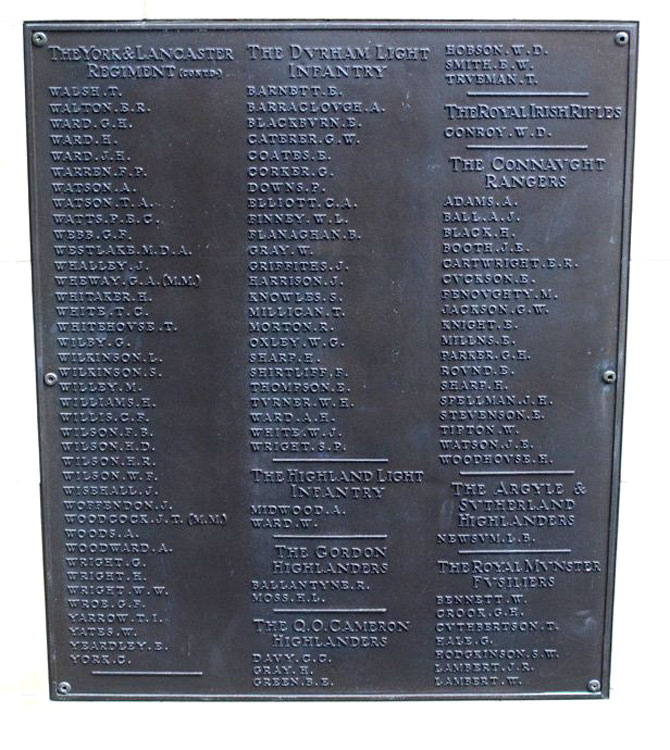 THE YORK & LANCASTER
REGIMENT (CONTD.)
WALSH.T.
WALTON.E.R.
WARD.G.H.
WARD.H.
WARD.J.H.
WARREN.F.P.
WATSON.A.
WATSON.T.A.
WATTS.P.E.C.
WEBB.G.F.
WESTLAKE.M.D.A.
WHALLEY.J.
WHEWAY.G.A.(M.M.)
WHITAKER.H.
WHITE.T.C.
WHITEHOVSE.T.
WILBY.G.
WILKINSON.L.
WILKINSON.S.
WILLEY.M.
WILLIAMS.H.
WILLIS.C.F.
WILSON.F.B.
WILSON.H.D.
WILSON.H.R.
WILSON.W.F.
WISEHALL.J.
WOFFENDON.J.
WOODCOCK.J.T.(M.M.)
WOODS.A.
WOODWARD.A.
WRIGHT.G.
WRIGHT.H.
WRIGHT.W.W.
WROE.G.F.
YARROW.T.I.
YATES.W.
YEARDLEY.E.
YORK.C.
THE DVRHAM LIGHT
INFANTRY
BARNETT.E.
BARRACLOVGH.A.
BLACKBVRN.E.
CATERER.G.W.
COATES.E.
CORKER.G.
DOWNS.P.
ELLIOTT.C.A.
FINNEY.W.L.
FLANAGHAN.B.
GRAY.W.
GRIFFITHS.J.
HARRISON.J.
KNOWLES.S.
MILLICAN.T.
MORTON.R.
OXLEY.W.G.
SHARP.H.
SHIRTLIFF.F.
THOMPSON.E.
TVRNER.W.H.
WARD.A.H.
WHITE.W.J.
WRIGHT.S.P.
THE HIGHLAND LIGHT
INFANTRY
MIDWOOD.A.
WARD.W.
THE GORDON
HIGHLANDERS
BALLANTYNE.R.
MOSS.H.L.
THE Q.O. CAMERON
HIGHLANDERS
DAVY.C.G.
GRAY.H.
GREEN.B.E.
HOBSON.W.D.
SMITH.E.W.
TRVEMAN.T.
THE ROYAL IRISH RIFLES
CONROY.W.D.
THE CONNAVGHT
RANGERS
ADAMS.A.
BALL.A.J.
BLACK.H.
BOOTH.J.E.
CARTWRIGHT.E.R.
CVCKSON.E.
FENOVGHTY.M.
JACKSON.G.W.
KNIGHT.E.
MILLNS.E.
PARKER.G.H.
ROVND.E.
SHARP.H.
SPELLMAN.J.H.
STEVENSON.E.
TIPTON.W.
WATSON.J.E.
WOODHOVSE.H.
THE ARGYLE &
SVTHERLAND
HIGHLANDERS
NEWSVM.L.B.
THE ROYAL MVNSTER
FVSILIERS
BENNETT.W.
CROOK.G.H.
CVTHBERTSON.T.
HALE.G.
HODGKINSON.S.W.
LAMBERT.J.R.
LAMBERT.W.